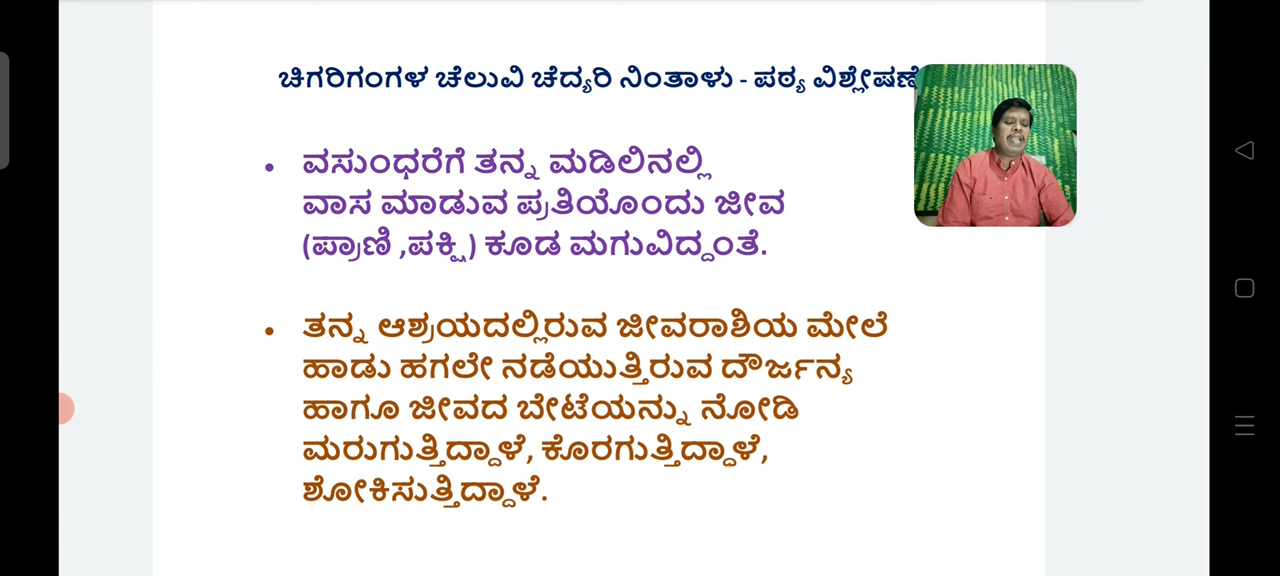 ಚಿಗರಿಗಂಗಳ ಚೆಲುವಿ ಚೆದ್ಯರಿ ನಿಂತಾಳು - ಪಠ್ಯ ವಿಶ್ಲೇಷಣೆ
• ವಸುಂಧರೆಗೆ ತನ್ನ ಮಡಿಲಿನಲ್ಲಿ
ವಾಸ ಮಾಡುವ ಪ್ರತಿಯೊಂದು ಜೀವ
(ಪ್ರಾಣಿ ,ಪಕ್ಷಿ) ಕೂಡ ಮಗುವಿದ್ದಂತೆ.
• ತನ್ನ ಆಶ್ರಯದಲ್ಲಿರುವ ಜೀವರಾಶಿಯ ಮೇಲೆ
ಹಾಡು ಹಗಲೇ ನಡೆಯುತ್ತಿರುವ ದೌರ್ಜನ್ಯ
ಹಾಗೂ ಜೀವದ ಬೇಟೆಯನ್ನು ನೋಡಿ
ಮರುಗುತ್ತಿದ್ದಾಳೆ, ಕೊರಗುತ್ತಿದ್ಧಾಳೆ,
ಶೋಕಿಸುತ್ತಿದ್ದಾಳೆ.